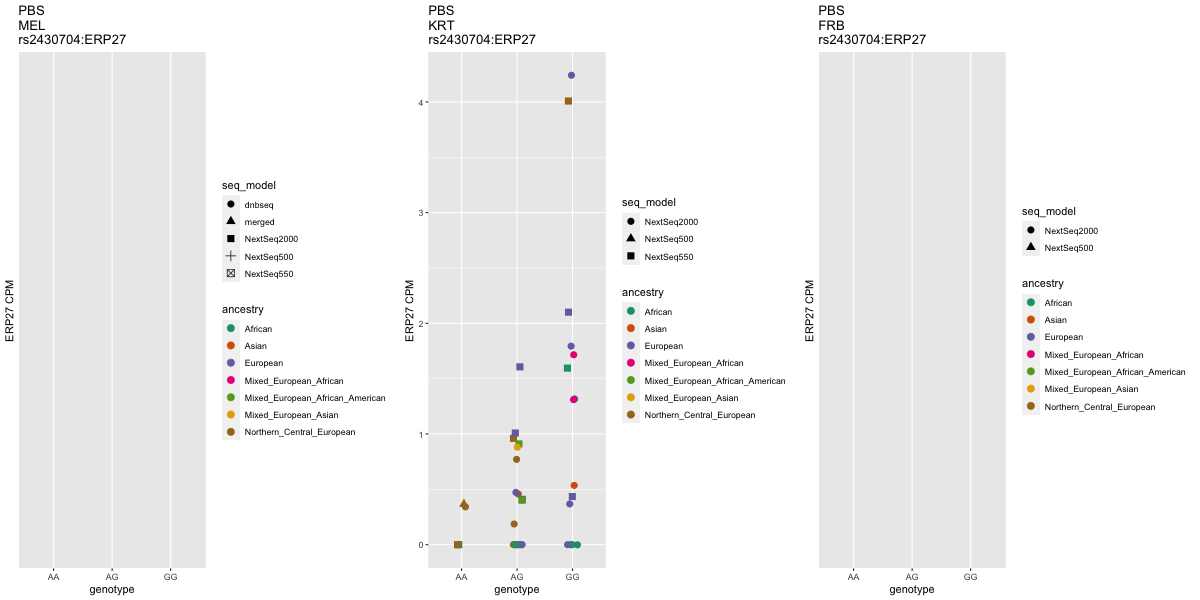 PBS
MEL
rs2430704:ERP27
ERP27 CPM
AA
AG
GG
genotype
seq_model
dnbseq
merged
NextSeq2000
NextSeq500
NextSeq550
ancestry
African
Asian
European
Mixed_European_African
Mixed_European_African_American
Mixed_European_Asian
Northern_Central_European
PBS
KRT
rs2430704:ERP27
ERP27 CPM
4
3
2
1
0
AA
AG
GG
genotype
seq_model
NextSeq2000
NextSeq500
NextSeq550
ancestry
African
Asian
European
Mixed_European_African
Mixed_European_African_American
Mixed_European_Asian
Northern_Central_European
PBS
FRB
rs2430704:ERP27
ERP27 CPM
AA
AG
GG
genotype
seq_model
NextSeq2000
NextSeq500
ancestry
African
Asian
European
Mixed_European_African
Mixed_European_African_American
Mixed_European_Asian
Northern_Central_European